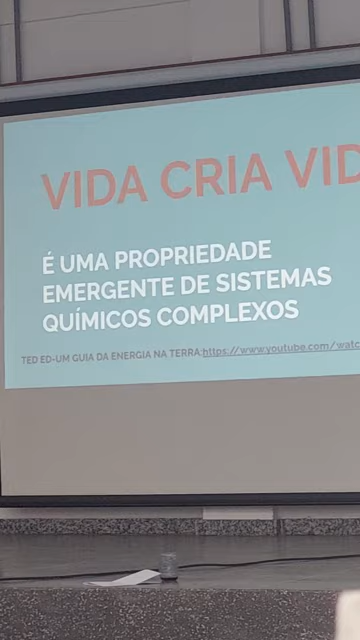 VIDA CRIA VID
É UMA PROPRIEDADE
EMERGENTE DE SISTEMAS
QUÍMICOS COMPLEXOS
TED ED-UM GUIA DA ENERGIA NA TERRA:https://www.youtube.com/watc